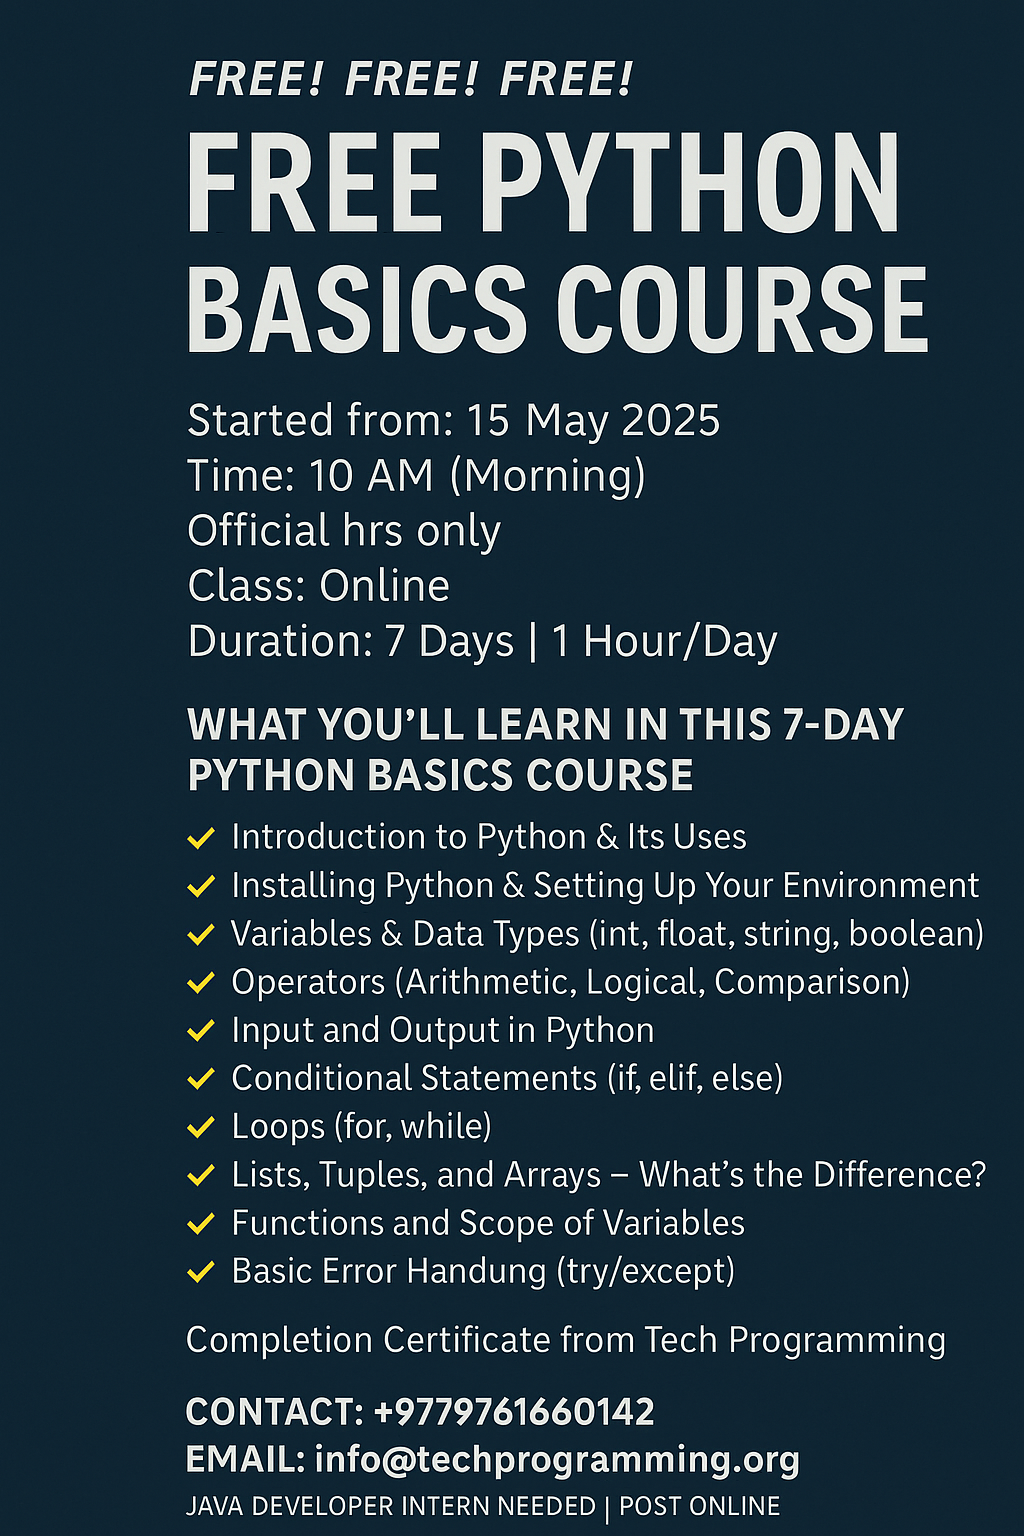 FREE! FREE! FREE!
FREE PYTHON
BASICS COURSE
Started from: 15 May 2025
Time: 10 AM (Morning)
Official hrs only
Class: Online
Duration: 7 Days | 1 Hour/Day
WHAT YOU’LL LEARN IN THIS 7-DAY
PYTHON BASICS COURSE
✓ Introduction to Python & Its Uses
✓ Installing Python & Setting Up Your Environment
✓ Variables & Data Types (int, float, string, boolean)
✓ Operators (Arithmetic, Logical, Comparison)
✓ Input and Output in Python
✓ Conditional Statements (if, elif, else)
✓ Loops (for, while)
✓ Lists, Tuples, and Arrays – What’s the Difference?
✓ Functions and Scope of Variables
✓ Basic Error Handung (try/except)
Completion Certificate from Tech Programming
CONTACT: +9779761660142
EMAIL: info@techprogramming.org
JAVA DEVELOPER INTERN NEEDED | POST ONLINE